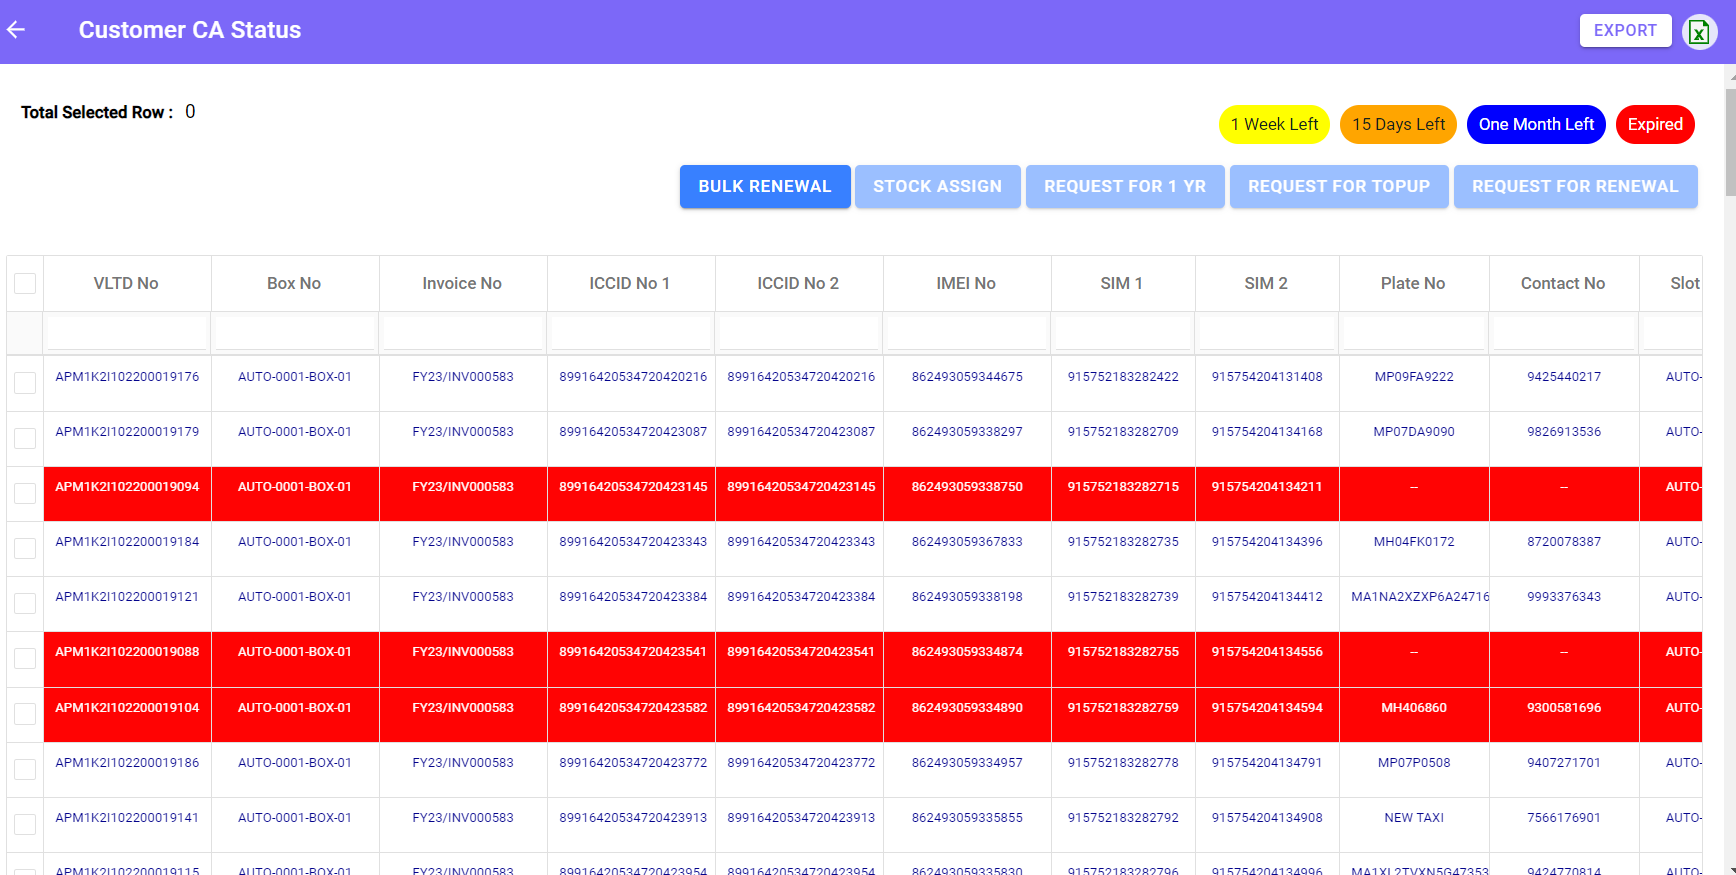 Customer CA Status
EXPORT
Total Selected Row : 0
1 Week Left 15 Days Left One Month Left Expired
BULK RENEWAL STOCK ASSIGN REQUEST FOR 1 YR REQUEST FOR TOPUP REQUEST FOR RENEWAL
VLTD No Box No Invoice No ICCID No 1 ICCID No 2 IMEI No SIM 1 SIM 2 Plate No Contact No Slot
APM1K2I102200019176 AUTO-0001-BOX-01 FY23/INV000583 89916420534720420216 89916420534720420216 862493059344675 915752183282422 915754204131408 MP09FA9222 9425440217 AUTO-
APM1K2I102200019179 AUTO-0001-BOX-01 FY23/INV000583 89916420534720423087 89916420534720423087 862493059338297 915752183282709 915754204134168 MP07DA9090 9826913536 AUTO-
APM1K2I102200019094 AUTO-0001-BOX-01 FY23/INV000583 89916420534720423145 89916420534720423145 862493059338750 915752183282715 915754204134211 -- -- AUTO-
APM1K2I102200019184 AUTO-0001-BOX-01 FY23/INV000583 89916420534720423343 89916420534720423343 862493059367833 915752183282735 915754204134396 MH04FK0172 8720078387 AUTO-
APM1K2I102200019121 AUTO-0001-BOX-01 FY23/INV000583 89916420534720423384 89916420534720423384 862493059338198 915752183282739 915754204134412 MA1NA2XZXP6A24716 9993376343 AUTO-
APM1K2I102200019088 AUTO-0001-BOX-01 FY23/INV000583 89916420534720423541 89916420534720423541 862493059334874 915752183282755 915754204134556 -- -- AUTO-
APM1K2I102200019104 AUTO-0001-BOX-01 FY23/INV000583 89916420534720423582 89916420534720423582 862493059334890 915752183282759 915754204134594 MH406860 9300581696 AUTO-
APM1K2I102200019186 AUTO-0001-BOX-01 FY23/INV000583 89916420534720423772 89916420534720423772 862493059334957 915752183282778 915754204134791 MP07P0508 9407271701 AUTO-
APM1K2I102200019141 AUTO-0001-BOX-01 FY23/INV000583 89916420534720423913 89916420534720423913 862493059335855 915752183282792 915754204134908 NEW TAXI 7566176901 AUTO-
APM1K2I102200019115 AUTO-0001-BOX-01 FY23/INV000583 89916420534720423954 89916420534720423954 862493059335830 915752183282796 915754204134996 MA1XL2TVXN5G47353 9424770814 AUTO-